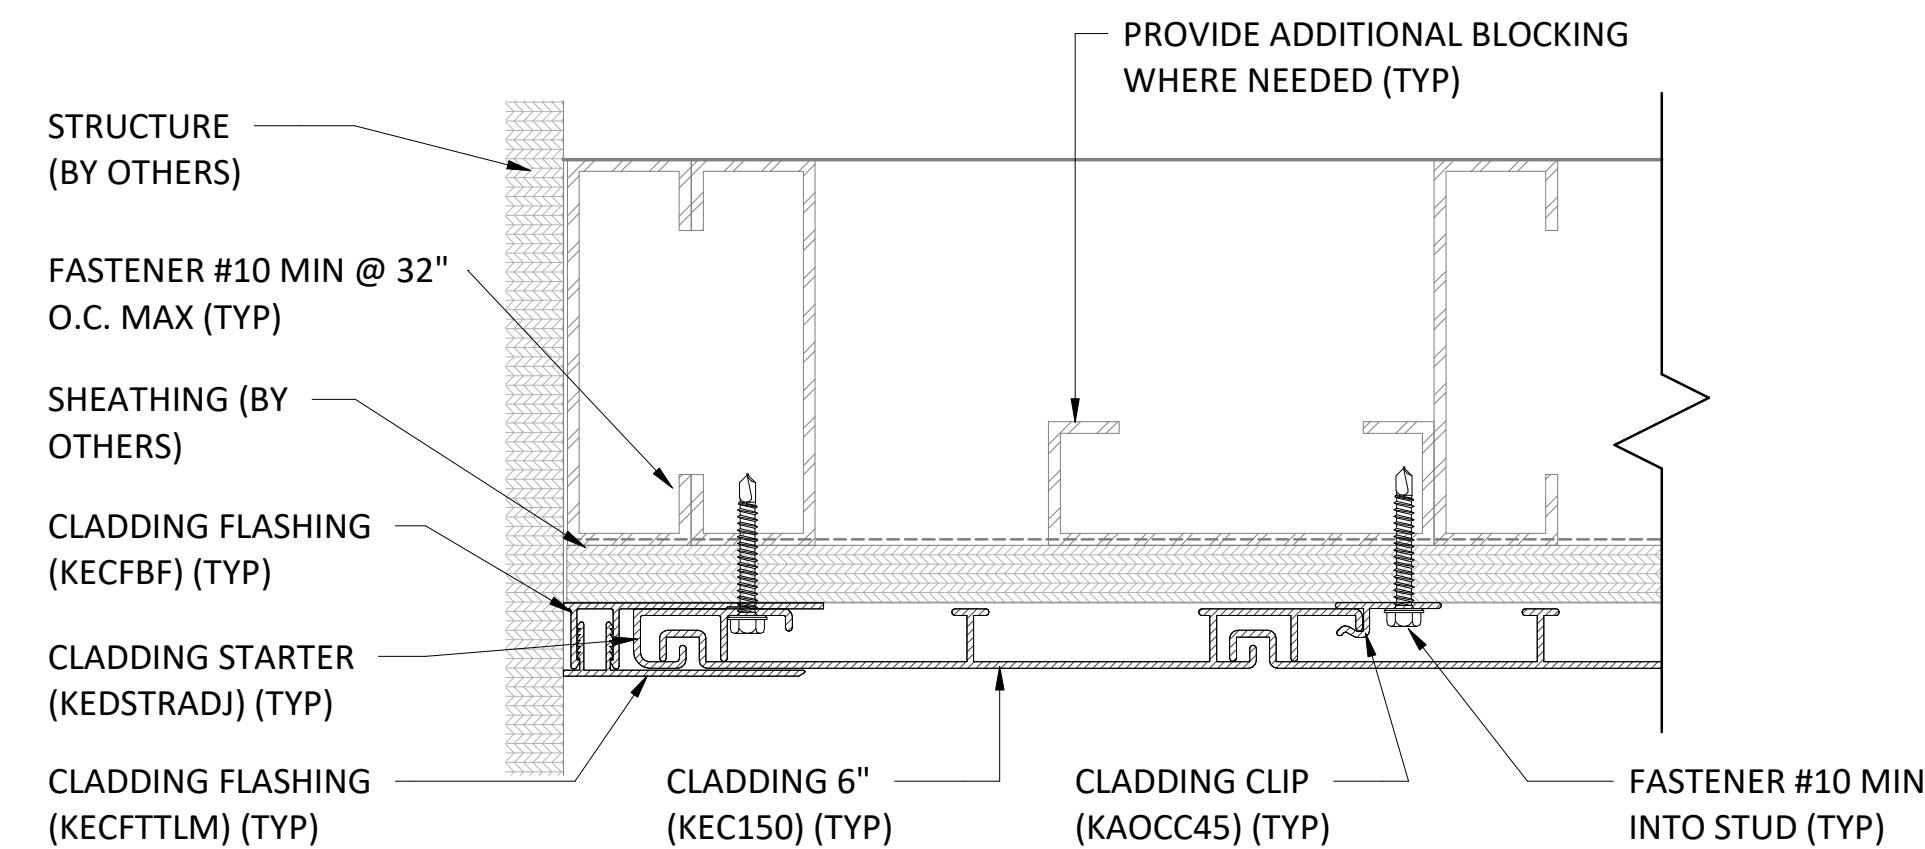 PROVIDE ADDITIONAL BLOCKING
WHERE NEEDED (TYP)
STRUCTURE
(BY OTHERS)
FASTENER #10 MIN @ 32"
O.C. MAX (TYP)
SHEATHING (BY
OTHERS)
CLADDING FLASHING
(KECFBF) (TYP)
CLADDING STARTER
(KEDSTRADJ) (TYP)
CLADDING FLASHING
(KECFTTLM) (TYP)
CLADDING 6"
(KEC150) (TYP)
CLADDING CLIP
(KAOCC45) (TYP)
FASTENER #10 MIN
INTO STUD (TYP)